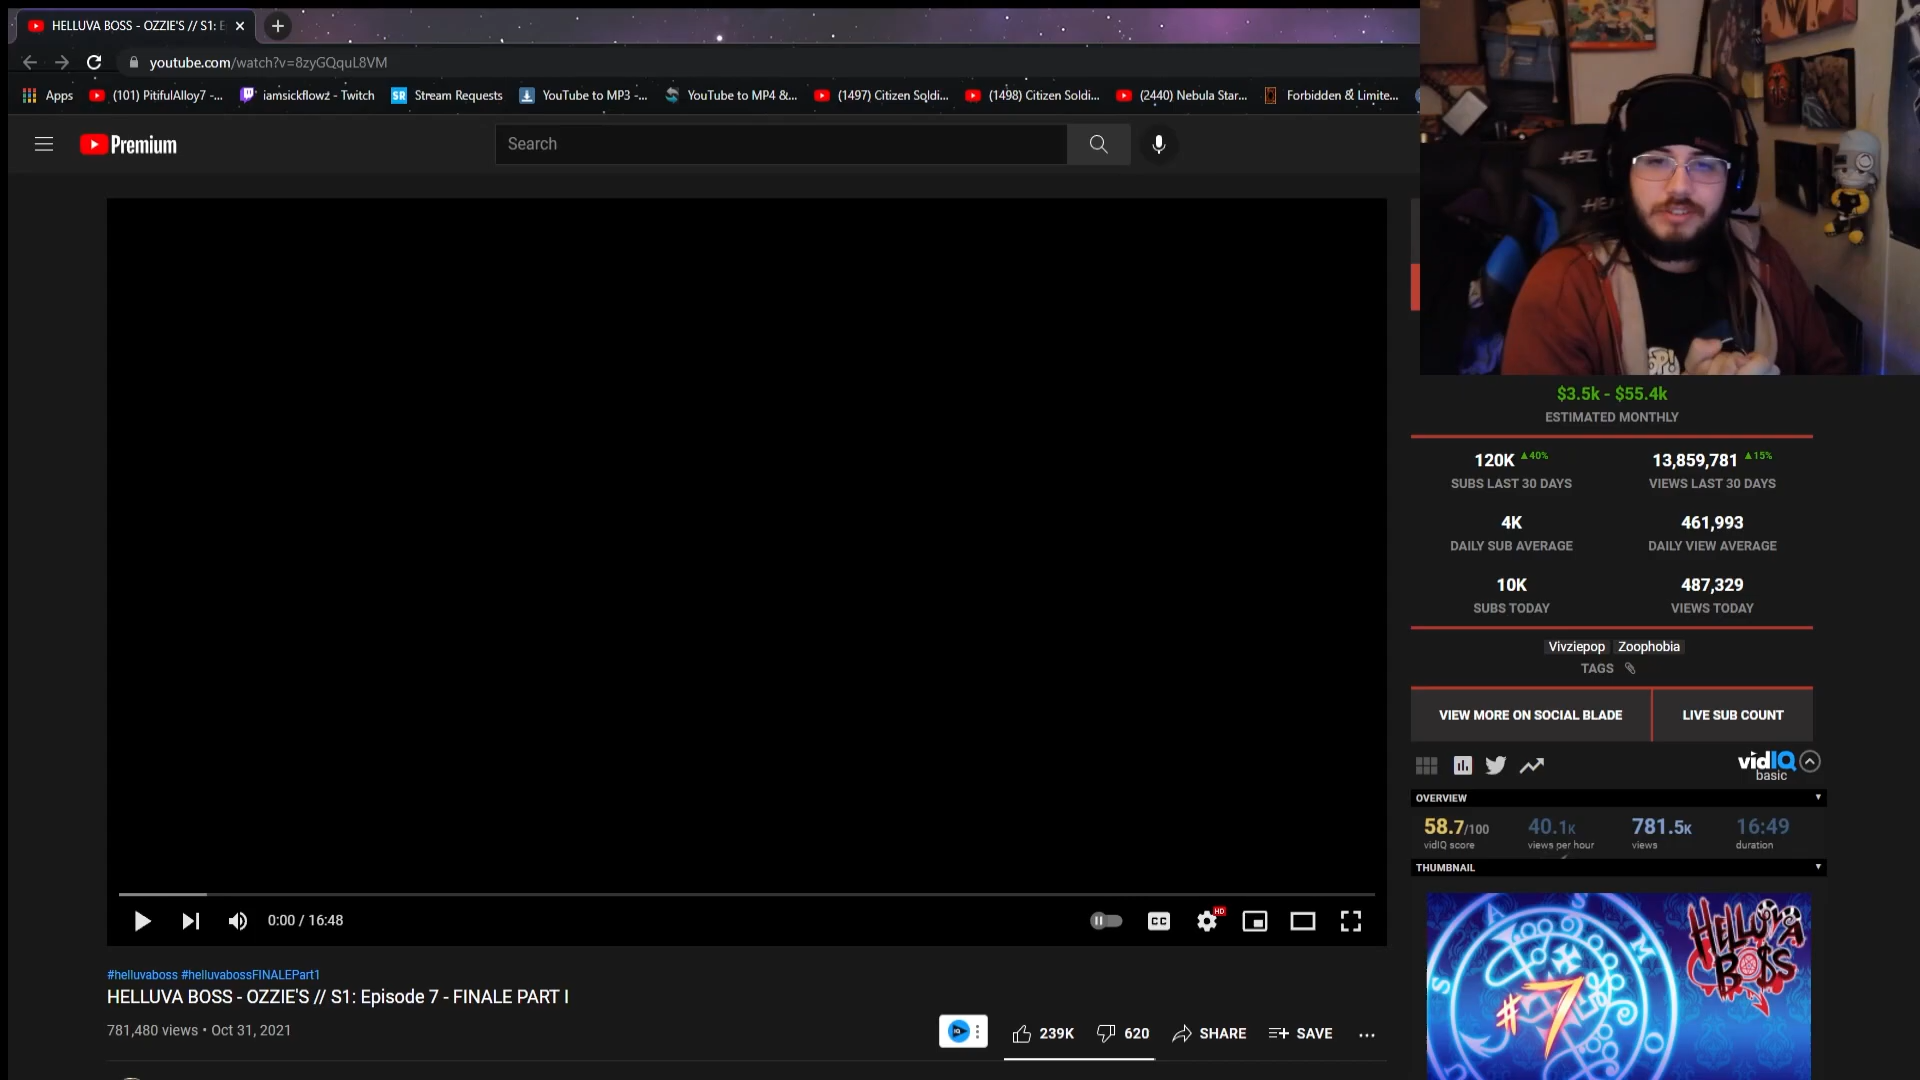 HELLUVA BOSS - OZZIE'S // S1: E
youtube.com/watch?v=8zyGQquL8VM
Apps
(101) PitifulAlloy7 -...
iamsickflowz - Twitch
SR Stream Requests
YouTube to MP3 -...
YouTube to MP4 &...
(1497) Citizen Soldi...
(1498) Citizen Soldi...
(2440) Nebula Star...
Forbidden & Limite...
Premium
Search
HEL
$3.5k - $55.4k
ESTIMATED MONTHLY
120K ▲40% 13,859,781 ▲15%
SUBS LAST 30 DAYS VIEWS LAST 30 DAYS
4K 461,993
DAILY SUB AVERAGE DAILY VIEW AVERAGE
10K 487,329
SUBS TODAY VIEWS TODAY
Vivziepop Zoophobia
TAGS
VIEW MORE ON SOCIAL BLADE LIVE SUB COUNT
vidIQ
basic
OVERVIEW
58.7/100 40.1K 781.5K 16:49
vidIQ score views per hour views duration
THUMBNAIL
HELLUVA
BOSS
#7
0:00 / 16:48
CC
HD
#helluvaboss #helluvabossFINALEPart1
HELLUVA BOSS - OZZIE'S // S1: Episode 7 - FINALE PART I
781,480 views • Oct 31, 2021
239K 620 SHARE SAVE